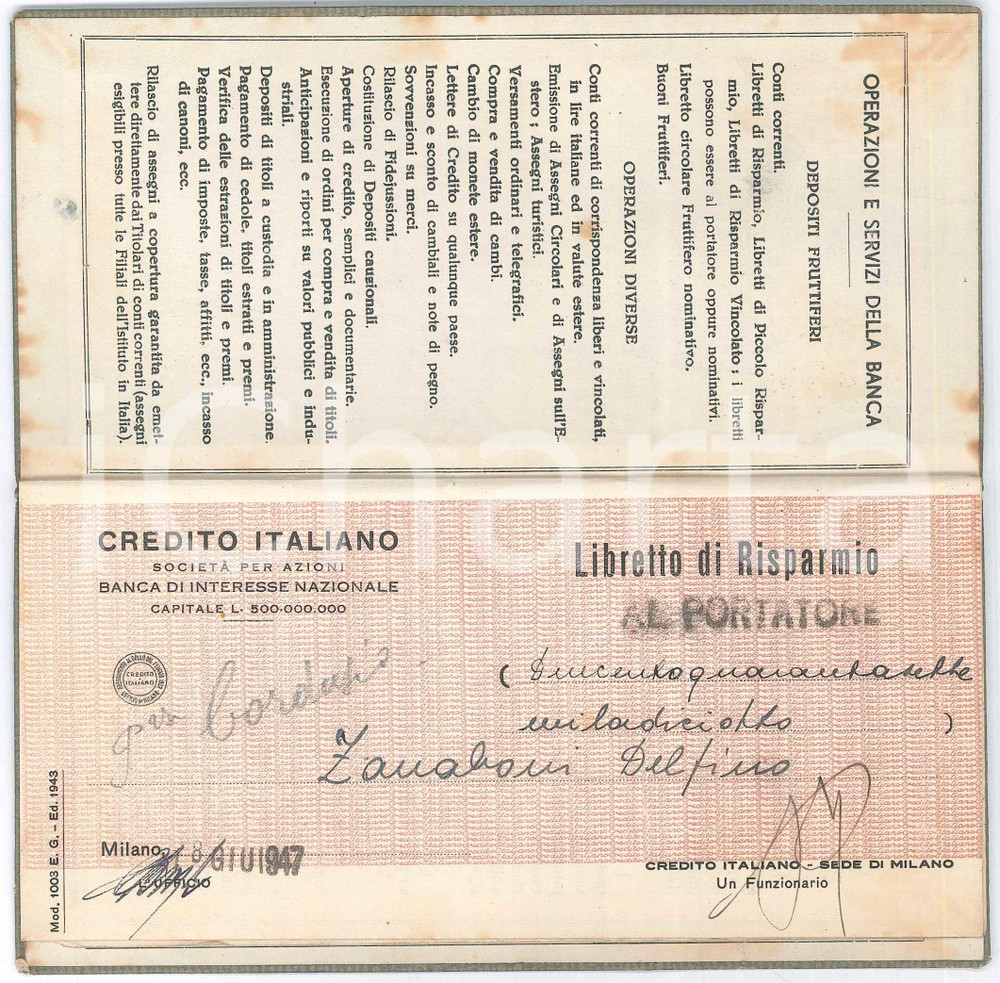 OPERAZIONI E SERVIZI DELLA BANCA
DEPOSITI FRUTTIFERI
Conti correnti.
Libretti di Risparmio, Libretti di Piccolo Rispar-
mio, Libretti di Risparmio Vincolato; i libretti
possono essere al portatore oppure nominativi.
Libretto circolare Fruttifero nominativo.
Buoni Fruttiferi.
OPERAZIONI DIVERSE
Conti correnti di corrispondenza liberi e vincolati,
in lire italiane ed in valute estere.
Emissione di Assegni Circolari e di Assegni sull'E-
stero; Assegni turistici.
Versamenti ordinari e telegrafici.
Compra e vendita di cambi.
Cambio di monete estere.
Lettere di Credito su qualunque paese.
Incasso e sconto di cambiali e note di pegno.
Sovvenzioni su merci.
Rilascio di Fidejussioni.
Costituzione di Depositi cauzionali.
Aperture di credito, semplici e documentarie.
Esecuzione di ordini per compra e vendita di titoli.
Anticipazioni e riporti su valori pubblici e indu-
striali.
Depositi di titoli a custodia e in amministrazione.
Pagamento di cedole, titoli estratti e premi.
Verifica delle estrazioni di titoli e premi.
Pagamento di imposte, tasse, affitti, ecc., incasso
di canoni, ecc.
Rilascio di assegni a copertura garantita da emet-
tere direttamente dai Titolari di conti correnti (assegni
esigibili presso tutte le Filiali dell'Istituto in Italia).
CREDITO ITALIANO
SOCIETÀ PER AZIONI
BANCA DI INTERESSE NAZIONALE
CAPITALE L. 500.000.000
Libretto di Risparmio
AL PORTATORE
CREDITO
ITALIANO
(Duecentoquarantasette
miladiciotto)
Cordusio
Zanaboni Delfino
Milano, GIU 1947
L'UFFICIO
CREDITO ITALIANO - SEDE DI MILANO
Un Funzionario
Mod. 1003 E. G. - Ed. 1943
iCharta